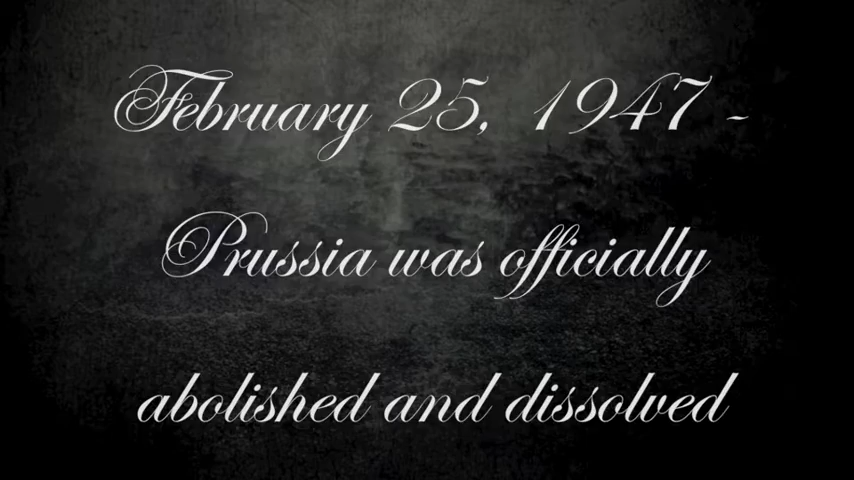 February 25, 1947 -
Prussia was officially
abolished and dissolved